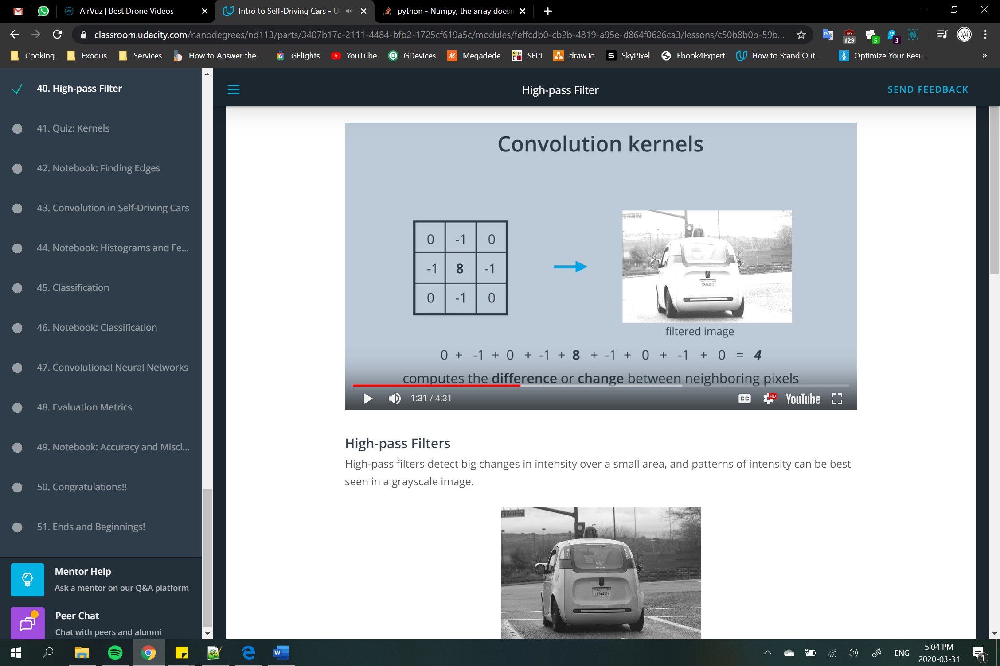 AirVūz | Best Drone Videos
Intro to Self-Driving Cars - U
python - Numpy, the array doesn
classroom.udacity.com/nanodegrees/nd113/parts/3407b17c-2111-4484-bfb2-1725cf619a5c/modules/feffcdb0-cb2b-4819-a95e-d864f0626ca3/lessons/c50b8b0b-59b...
129
5
3
Cooking
Exodus
Services
How to Answer the...
GFlights
YouTube
GDevices
Megadede
SEPI
draw.io
SkyPixel
Ebook4Expert
How to Stand Out...
Optimize Your Resu...
»
40. High-pass Filter
41. Quiz: Kernels
42. Notebook: Finding Edges
43. Convolution in Self-Driving Cars
44. Notebook: Histograms and Fe...
45. Classification
46. Notebook: Classification
47. Convolutional Neural Networks
48. Evaluation Metrics
49. Notebook: Accuracy and Miscl...
50. Congratulations!!
51. Ends and Beginnings!
Mentor Help
Ask a mentor on our Q&A platform
Peer Chat
Chat with peers and alumni
High-pass Filter
SEND FEEDBACK
Convolution kernels
0 -1 0
-1 8 -1
0 -1 0
filtered image
0 + -1 + 0 + -1 + 8 + -1 + 0 + -1 + 0 = 4
computes the difference or change between neighboring pixels
1:31 / 4:31
CC
HD
YouTube
High-pass Filters
High-pass filters detect big changes in intensity over a small area, and patterns of intensity can be best
seen in a grayscale image.
ENG
5:04 PM
2020-03-31
1